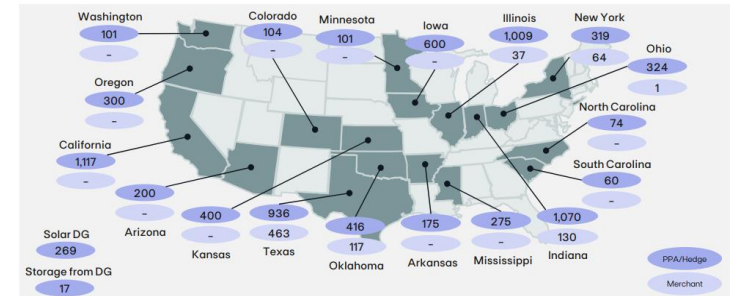 Washington
101
-
Colorado
104
-
Minnesota
101
-
Iowa
600
-
Illinois
1,009
37
New York
319
64
Ohio
324
1
Oregon
300
-
North Carolina
74
-
California
1,117
-
South Carolina
60
-
200
-
Arizona
400
-
Kansas
936
463
Texas
416
117
Oklahoma
175
-
Arkansas
275
-
Mississippi
1,070
130
Indiana
Solar DG
269
Storage from DG
17
PPA/Hedge
Merchant